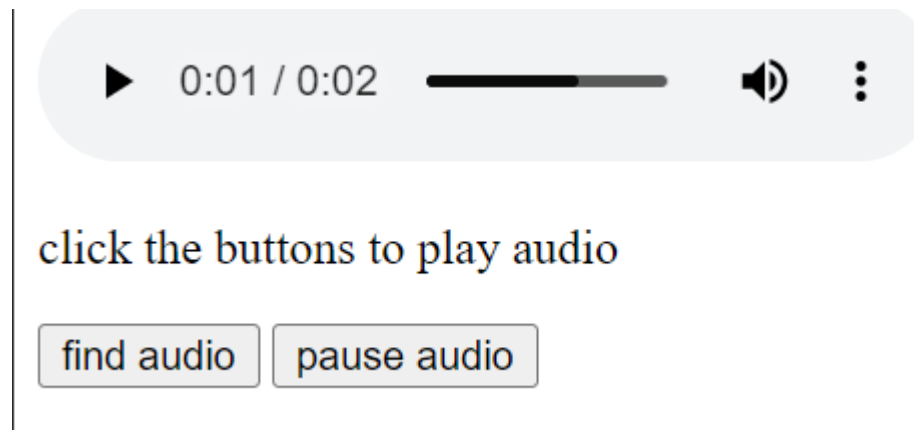 0:01 / 0:02
click the buttons to play audio
find audio pause audio